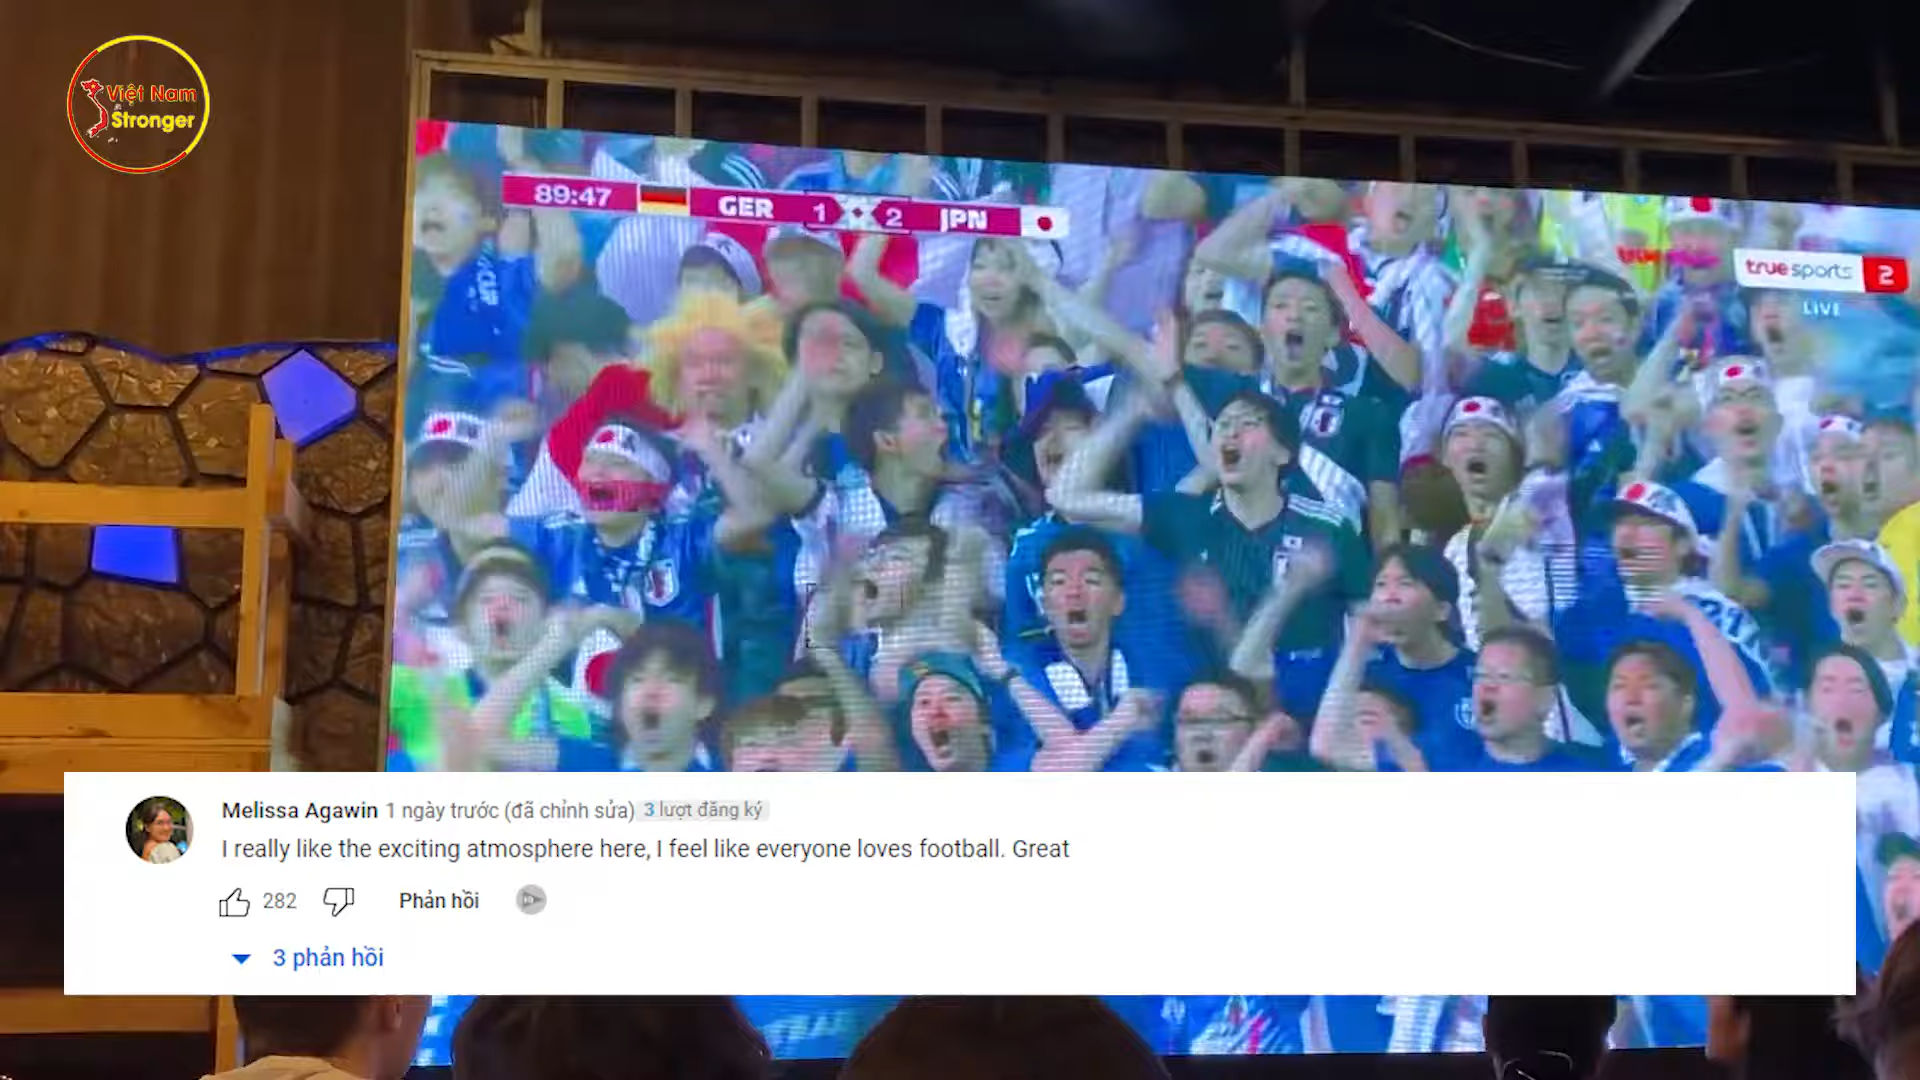 Việt Nam
Stronger
89:47 GER 1 2 JPN
true sports 2
LIVE
Melissa Agawin 1 ngày trước (đã chỉnh sửa) 3 lượt đăng ký
I really like the exciting atmosphere here, I feel like everyone loves football. Great
282 Phản hồi
3 phản hồi